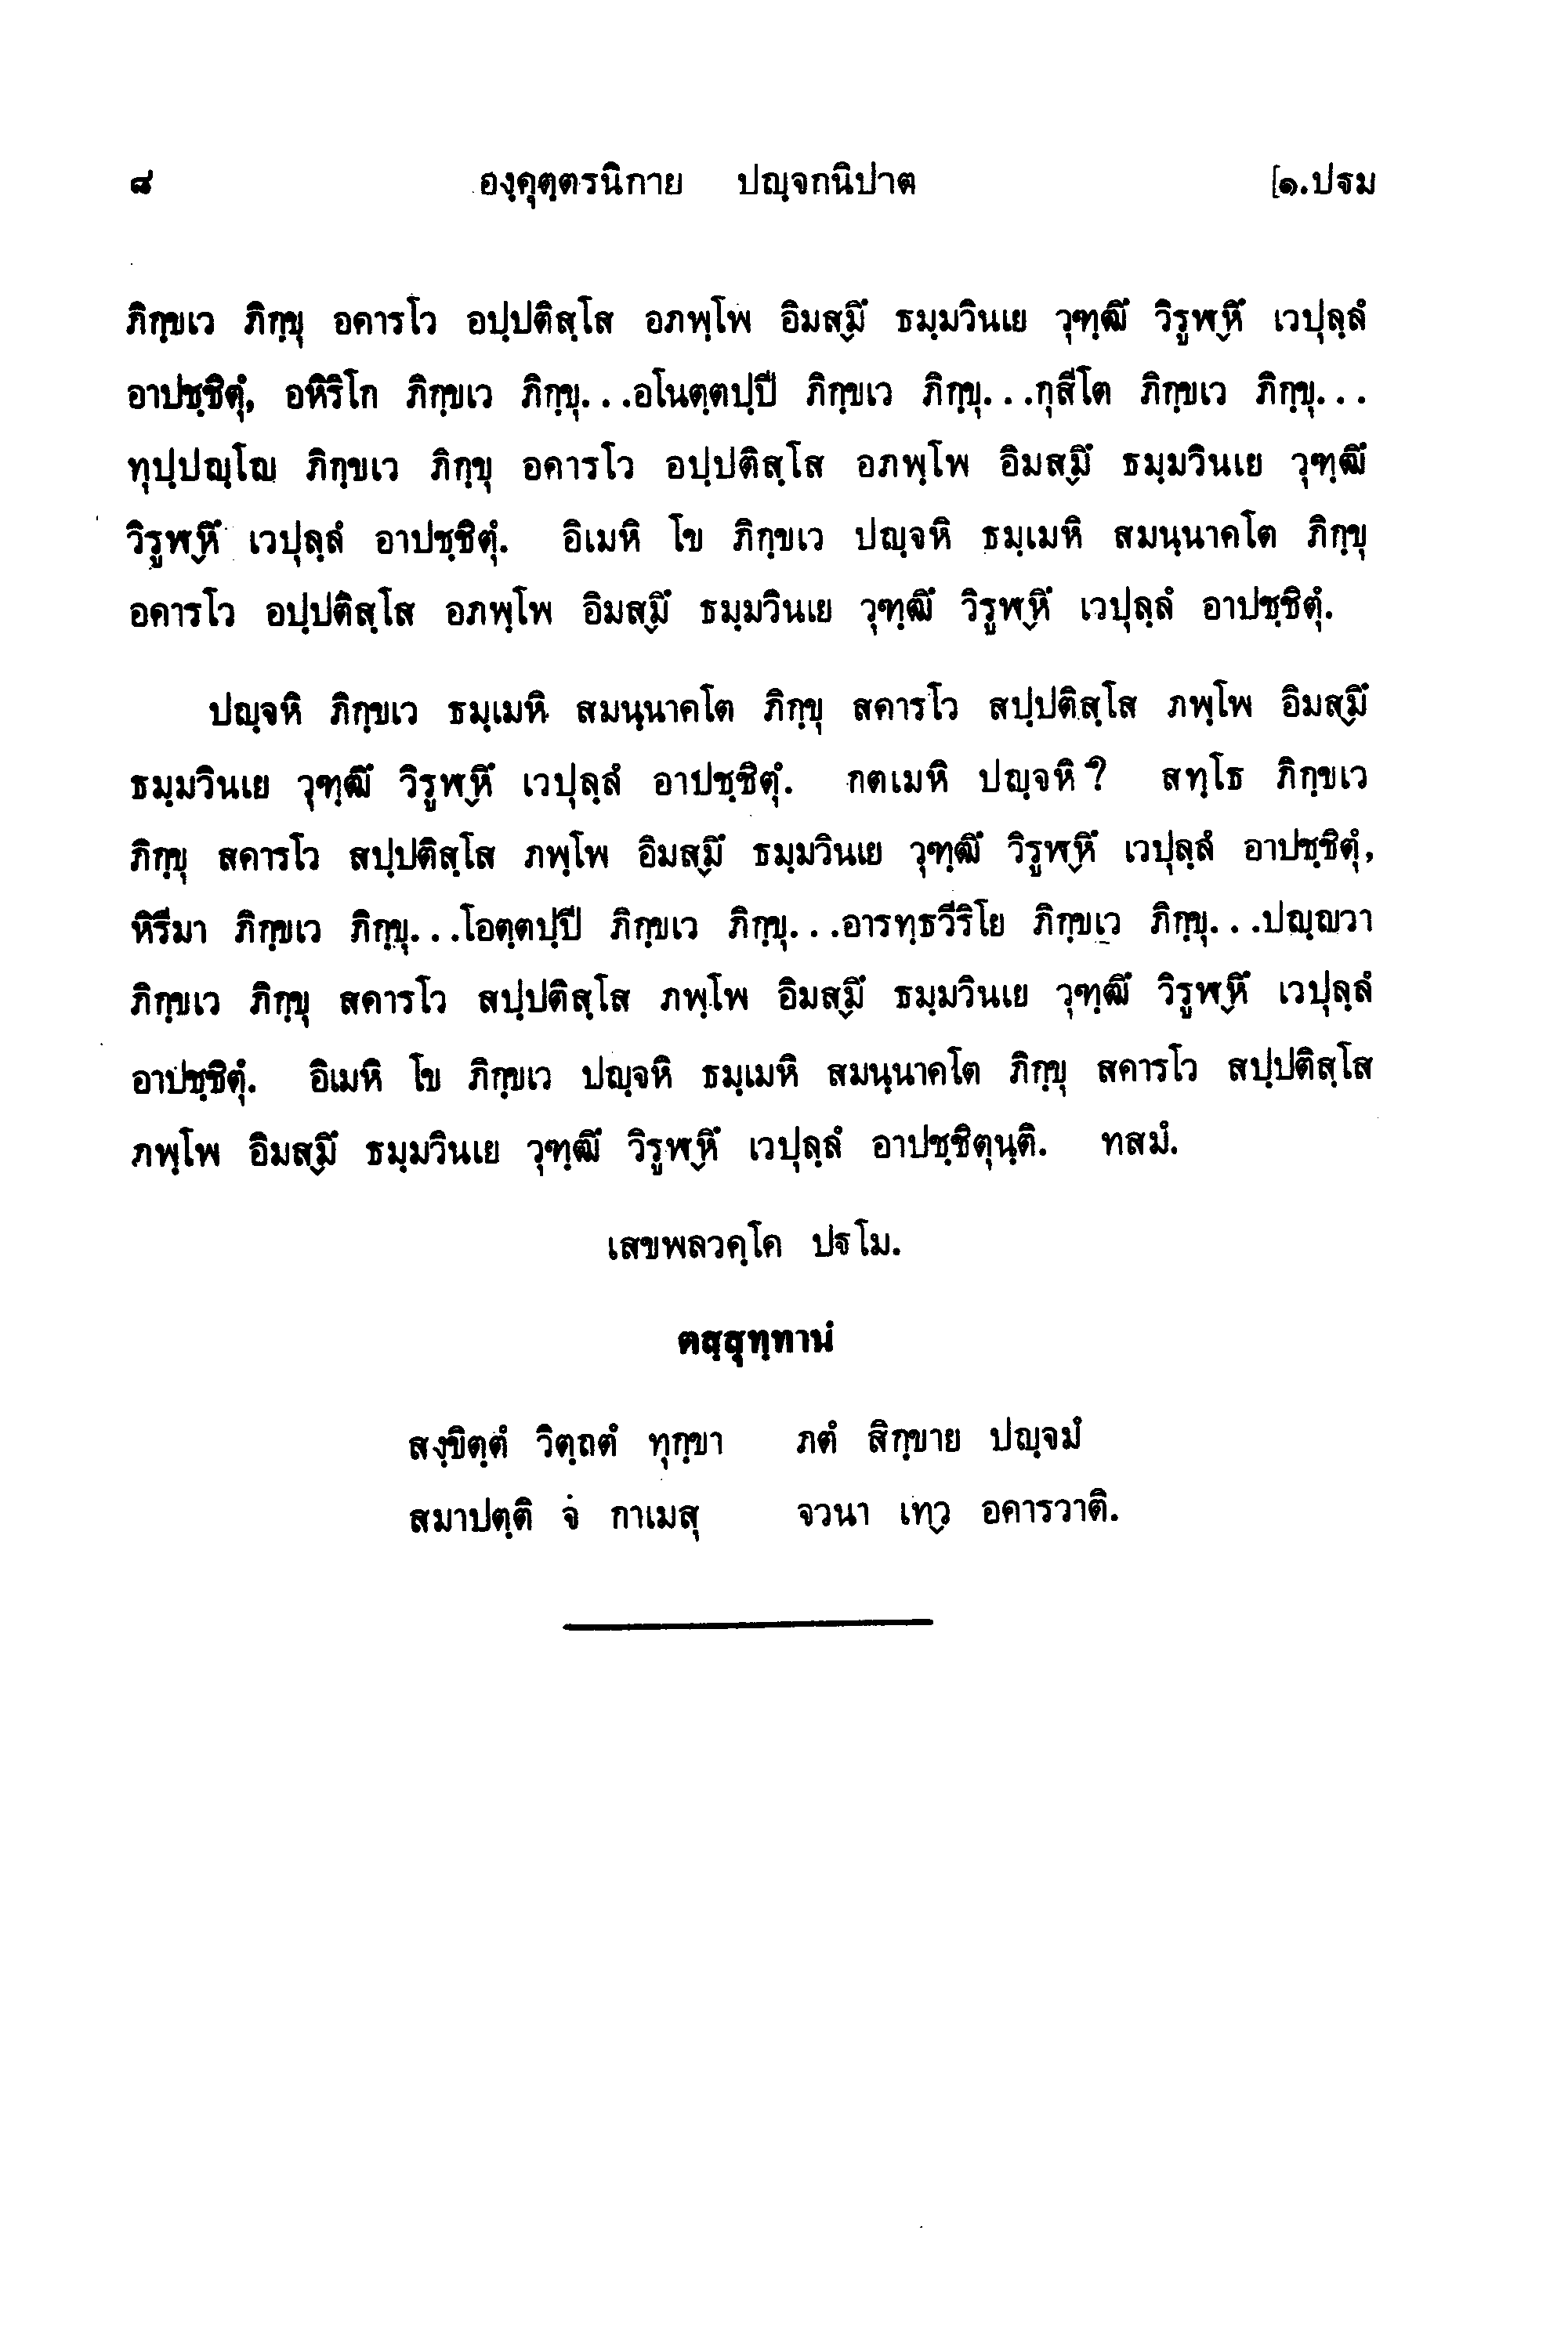 ๘ องฺคุตฺตรนิกาย ปญฺจกนิปาต [๑.ปฐม
ภิกฺขเว ภิกฺขุ อคารโว อปฺปติสฺโส อภพฺโพ อิมสฺมึ ธมฺมวินเย วุฑฺฒึ วิรูฬฺหึ เวปุลฺลํ
อาปชฺชิตุํ, อหิริโก ภิกฺขเว ภิกฺขุ...อโนตฺตปฺปี ภิกฺขเว ภิกฺขุ...กุสีโต ภิกฺขเว ภิกฺขุ...
ทุปฺปญฺโญ ภิกฺขเว ภิกฺขุ อคารโว อปฺปติสฺโส อภพฺโพ อิมสฺมึ ธมฺมวินเย วุฑฺฒึ
วิรูฬฺหึ เวปุลฺลํ อาปชฺชิตุํ. อิเมหิ โข ภิกฺขเว ปญฺจหิ ธมฺเมหิ สมนฺนาคโต ภิกฺขุ
อคารโว อปฺปติสฺโส อภพฺโพ อิมสฺมึ ธมฺมวินเย วุฑฺฒึ วิรูฬฺหึ เวปุลฺลํ อาปชฺชิตุํ.
ปญฺจหิ ภิกฺขเว ธมฺเมหิ สมนฺนาคโต ภิกฺขุ สคารโว สปฺปติสฺโส ภพฺโพ อิมสฺมึ
ธมฺมวินเย วุฑฺฒึ วิรูฬฺหึ เวปุลฺลํ อาปชฺชิตุํ. กตเมหิ ปญฺจหิ ? สทฺโธ ภิกฺขเว
ภิกฺขุ สคารโว สปฺปติสฺโส ภพฺโพ อิมสฺมึ ธมฺมวินเย วุฑฺฒึ วิรูฬฺหึ เวปุลฺลํ อาปชฺชิตุํ,
หิรีมา ภิกฺขเว ภิกฺขุ...โอตฺตปฺปี ภิกฺขเว ภิกฺขุ...อารทฺธวีริโย ภิกฺขเว ภิกฺขุ...ปญฺญวา
ภิกฺขเว ภิกฺขุ สคารโว สปฺปติสฺโส ภพฺโพ อิมสฺมึ ธมฺมวินเย วุฑฺฒึ วิรูฬฺหึ เวปุลฺลํ
อาปชฺชิตุํ. อิเมหิ โข ภิกฺขเว ปญฺจหิ ธมฺเมหิ สมนฺนาคโต ภิกฺขุ สคารโว สปฺปติสฺโส
ภพฺโพ อิมสฺมึ ธมฺมวินเย วุฑฺฒึ วิรูฬฺหึ เวปุลฺลํ อาปชฺชิตุนฺติ. ทสมํ.
เสขพลวคฺโค ปฐโม.
ตสฺสุทฺทานํ
สงฺขิตฺตํ วิตฺถตํ ทุกฺขา ภตํ สิกฺขาย ปญฺจมํ
สมาปตฺติ จํ กาเมสุ จวนา เทฺว อคารวาติ.